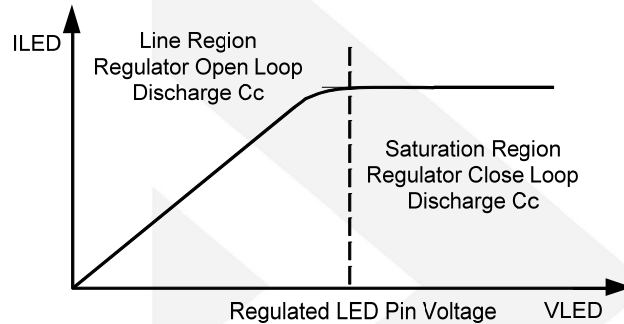 ILED
Line Region
Regulator Open Loop
Discharge Cc
Saturation Region
Regulator Close Loop
Discharge Cc
Regulated LED Pin Voltage
VLED